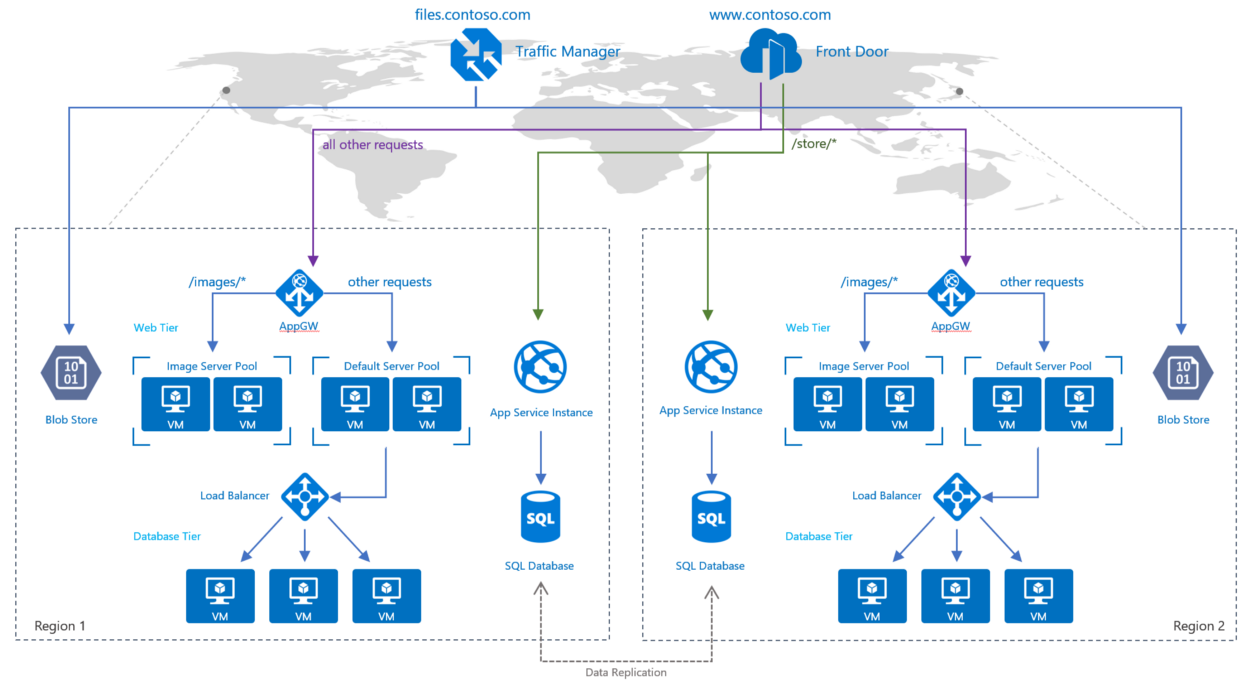 files.contoso.com
www.contoso.com
Traffic Manager
Front Door
all other requests
/store/*
/images/*
other requests
AppGW
Web Tier
Image Server Pool
Default Server Pool
VM
VM
VM
VM
Blob Store
App Service Instance
Load Balancer
SQL
Database Tier
SQL Database
VM
VM
VM
Region 1
/images/*
other requests
AppGW
Web Tier
Image Server Pool
Default Server Pool
10
01
10
01
VM
VM
VM
VM
App Service Instance
Blob Store
Load Balancer
SQL
Database Tier
SQL Database
VM
VM
VM
Region 2
Data Replication